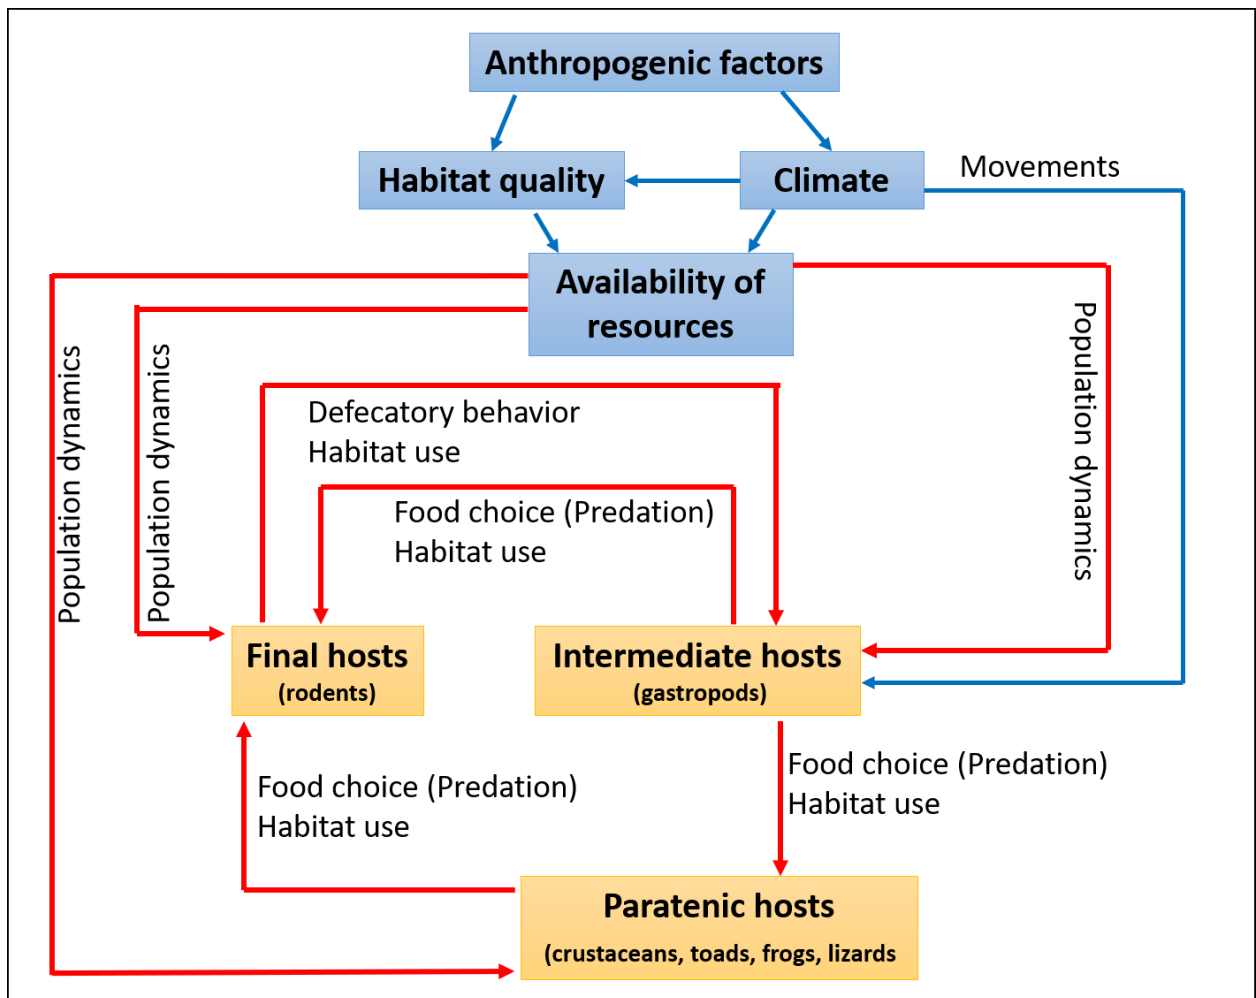 Anthropogenic factors
Habitat quality
Climate
Movements
Availability of
resources
Population dynamics
Population dynamics
Population dynamics
Defecatory behavior
Habitat use
Food choice (Predation)
Habitat use
Final hosts
(rodents)
Intermediate hosts
(gastropods)
Food choice (Predation)
Habitat use
Food choice (Predation)
Habitat use
Paratenic hosts
(crustaceans, toads, frogs, lizards